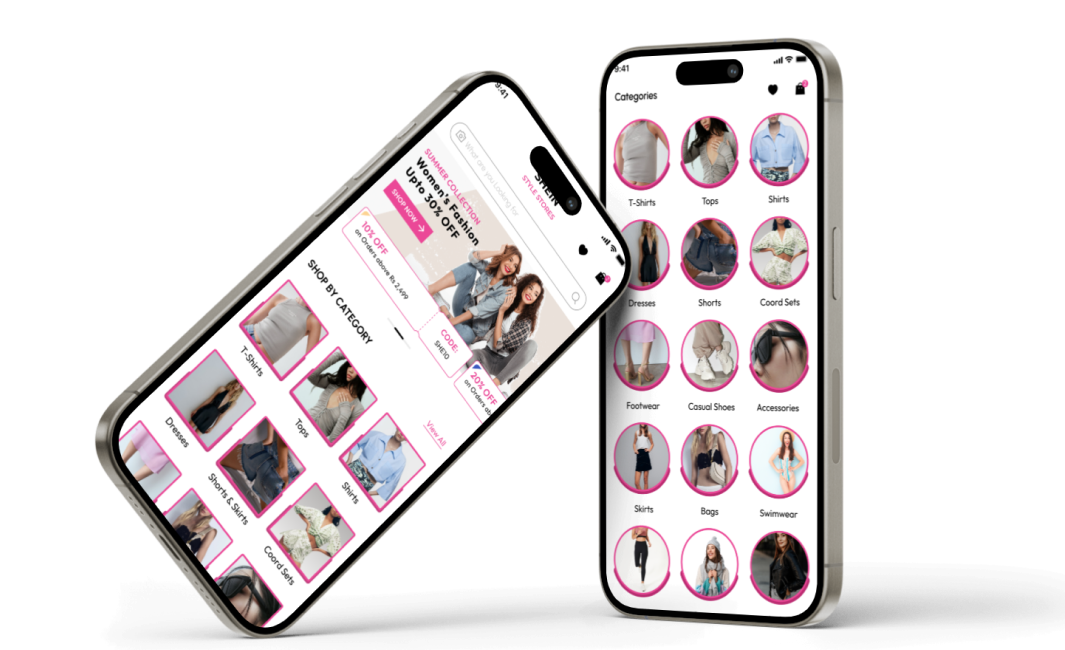 9:41
SHEIN
STYLE STORES
What are you Looking for
SUMMER COLLECTION
Women's Fashion
Upto 30% OFF
SHOP NOW
10% OFF
on Orders above Rs 2,499
CODE:
SHE10
20% OFF
on Orders ab
SHOP BY CATEGORY
View All
T-Shirts
Tops
Shirts
Dresses
Shorts & Skirts
Coord Sets
9:41
Categories
T-Shirts
Tops
Shirts
Dresses
Shorts
Coord Sets
Footwear
Casual Shoes
Accessories
Skirts
Bags
Swimwear